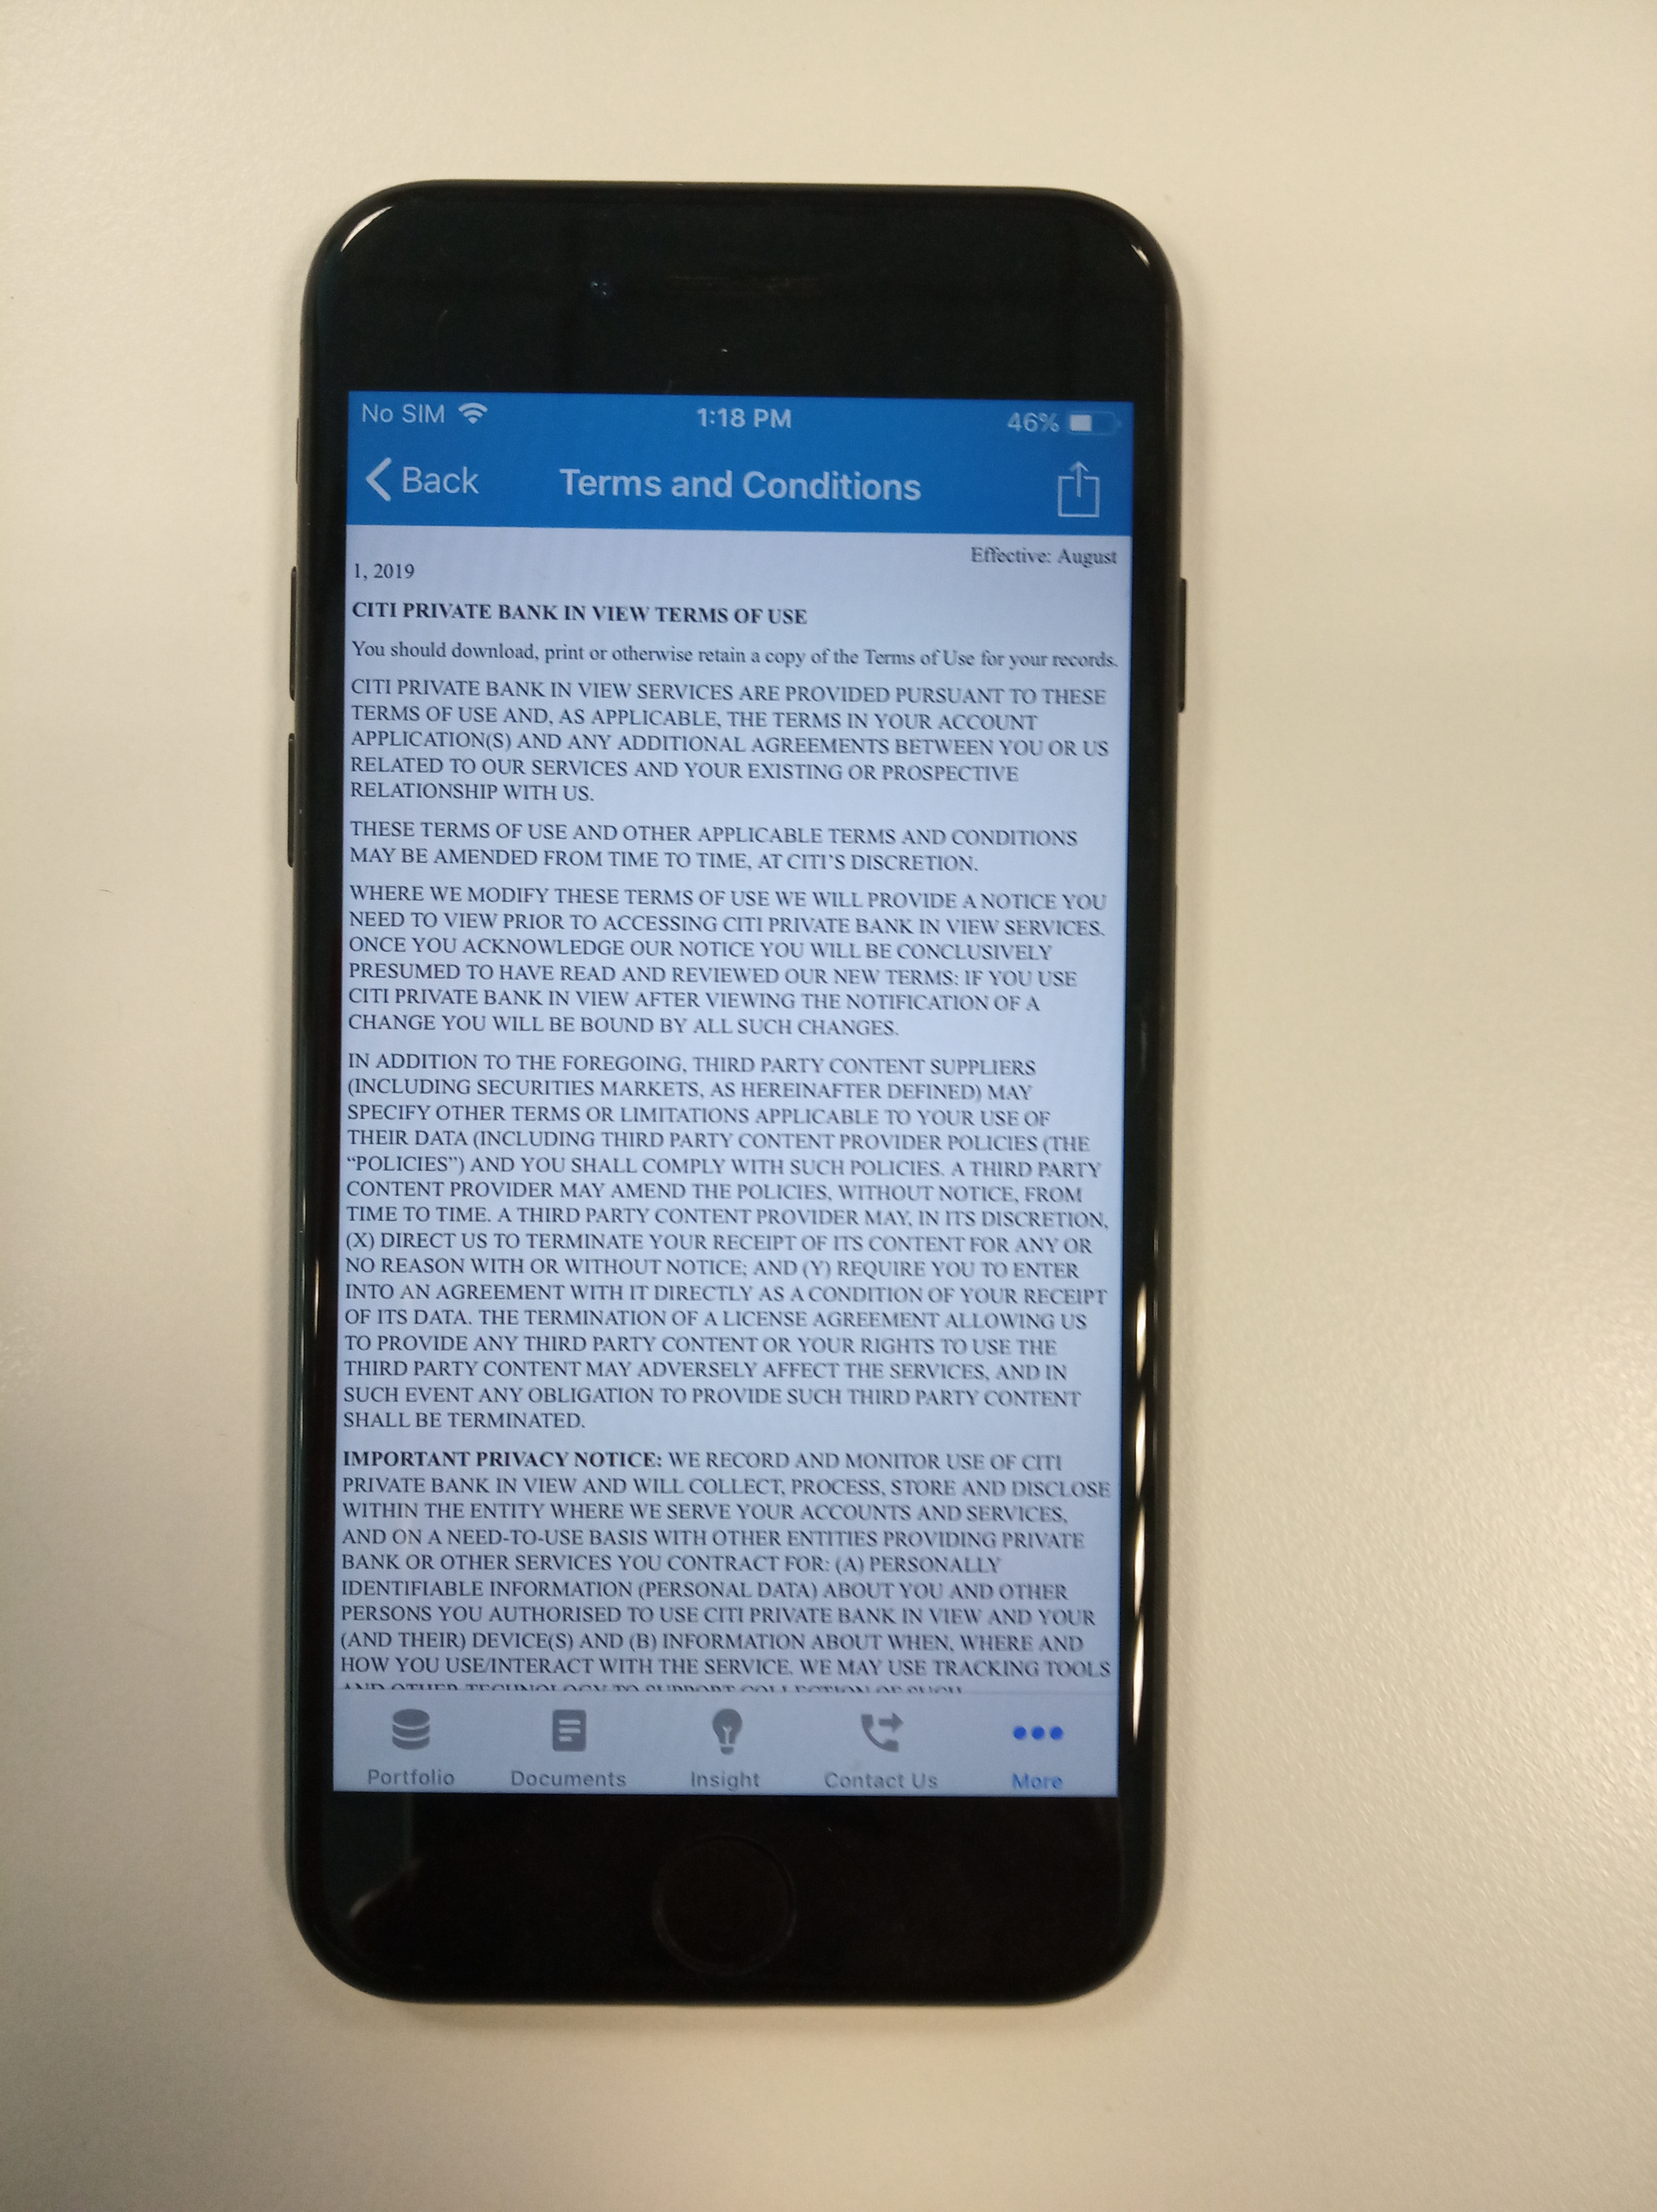 No SIM 1:18 PM 46%
Back Terms and Conditions
Effective: August
1, 2019
CITI PRIVATE BANK IN VIEW TERMS OF USE
You should download, print or otherwise retain a copy of the Terms of Use for your records.
CITI PRIVATE BANK IN VIEW SERVICES ARE PROVIDED PURSUANT TO THESE
TERMS OF USE AND, AS APPLICABLE, THE TERMS IN YOUR ACCOUNT
APPLICATION(S) AND ANY ADDITIONAL AGREEMENTS BETWEEN YOU OR US
RELATED TO OUR SERVICES AND YOUR EXISTING OR PROSPECTIVE
RELATIONSHIP WITH US.
THESE TERMS OF USE AND OTHER APPLICABLE TERMS AND CONDITIONS
MAY BE AMENDED FROM TIME TO TIME, AT CITI'S DISCRETION.
WHERE WE MODIFY THESE TERMS OF USE WE WILL PROVIDE A NOTICE YOU
NEED TO VIEW PRIOR TO ACCESSING CITI PRIVATE BANK IN VIEW SERVICES.
ONCE YOU ACKNOWLEDGE OUR NOTICE YOU WILL BE CONCLUSIVELY
PRESUMED TO HAVE READ AND REVIEWED OUR NEW TERMS: IF YOU USE
CITI PRIVATE BANK IN VIEW AFTER VIEWING THE NOTIFICATION OF A
CHANGE YOU WILL BE BOUND BY ALL SUCH CHANGES.
IN ADDITION TO THE FOREGOING, THIRD PARTY CONTENT SUPPLIERS
(INCLUDING SECURITIES MARKETS, AS HEREINAFTER DEFINED) MAY
SPECIFY OTHER TERMS OR LIMITATIONS APPLICABLE TO YOUR USE OF
THEIR DATA (INCLUDING THIRD PARTY CONTENT PROVIDER POLICIES (THE
“POLICIES”) AND YOU SHALL COMPLY WITH SUCH POLICIES. A THIRD PARTY
CONTENT PROVIDER MAY AMEND THE POLICIES, WITHOUT NOTICE, FROM
TIME TO TIME. A THIRD PARTY CONTENT PROVIDER MAY, IN ITS DISCRETION,
(X) DIRECT US TO TERMINATE YOUR RECEIPT OF ITS CONTENT FOR ANY OR
NO REASON WITH OR WITHOUT NOTICE; AND (Y) REQUIRE YOU TO ENTER
INTO AN AGREEMENT WITH IT DIRECTLY AS A CONDITION OF YOUR RECEIPT
OF ITS DATA. THE TERMINATION OF A LICENSE AGREEMENT ALLOWING US
TO PROVIDE ANY THIRD PARTY CONTENT OR YOUR RIGHTS TO USE THE
THIRD PARTY CONTENT MAY ADVERSELY AFFECT THE SERVICES, AND IN
SUCH EVENT ANY OBLIGATION TO PROVIDE SUCH THIRD PARTY CONTENT
SHALL BE TERMINATED.
IMPORTANT PRIVACY NOTICE: WE RECORD AND MONITOR USE OF CITI
PRIVATE BANK IN VIEW AND WILL COLLECT, PROCESS, STORE AND DISCLOSE
WITHIN THE ENTITY WHERE WE SERVE YOUR ACCOUNTS AND SERVICES,
AND ON A NEED-TO-USE BASIS WITH OTHER ENTITIES PROVIDING PRIVATE
BANK OR OTHER SERVICES YOU CONTRACT FOR: (A) PERSONALLY
IDENTIFIABLE INFORMATION (PERSONAL DATA) ABOUT YOU AND OTHER
PERSONS YOU AUTHORISED TO USE CITI PRIVATE BANK IN VIEW AND YOUR
(AND THEIR) DEVICE(S) AND (B) INFORMATION ABOUT WHEN, WHERE AND
HOW YOU USE/INTERACT WITH THE SERVICE. WE MAY USE TRACKING TOOLS
AND OTHER TECHNOLOGY TO SUPPORT COLLECTION OF SUCH
Portfolio Documents Insight Contact Us More